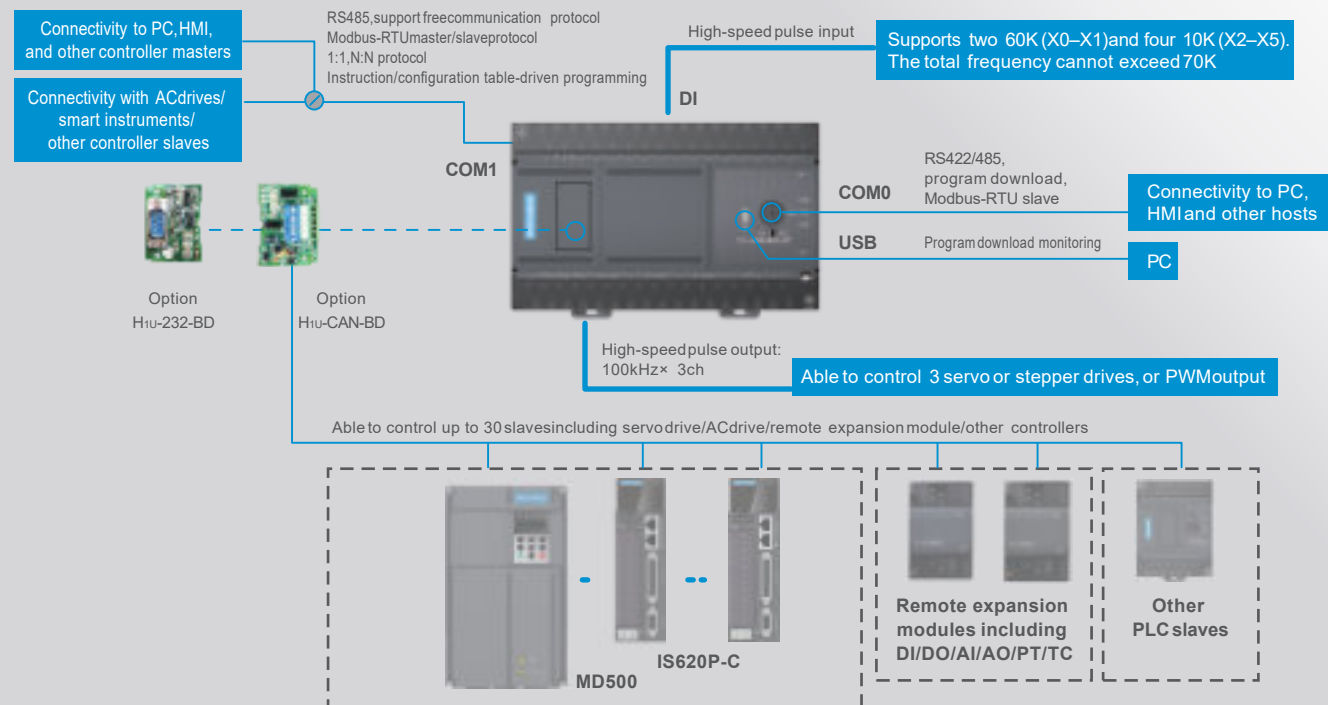 Connectivity to PC,HMI,
and other controller masters
RS485,support freecommunication protocol
Modbus-RTUmaster/slaveprotocol
1:1,N:N protocol
Instruction/configuration table-driven programming
High-speed pulse input
Supports two 60K(X0–X1)and four 10K(X2–X5).
The total frequency cannot exceed 70K
Connectivity with ACdrives/
smart instruments/
other controller slaves
DI
COM1
COM0
RS422/485,
program download,
Modbus-RTU slave
Connectivity to PC,
HMI and other hosts
USB
Program download monitoring
PC
Option
H1U-232-BD
Option
H1U-CAN-BD
High-speed pulse output:
100kHz× 3ch
Able to control 3 servo or stepper drives, or PWMoutput
Able to control up to 30 slavesincluding servo drive/ACdrive/remote expansion module/other controllers
MD500
IS620P-C
Remote expansion
modules including
DI/DO/AI/AO/PT/TC
Other
PLC slaves